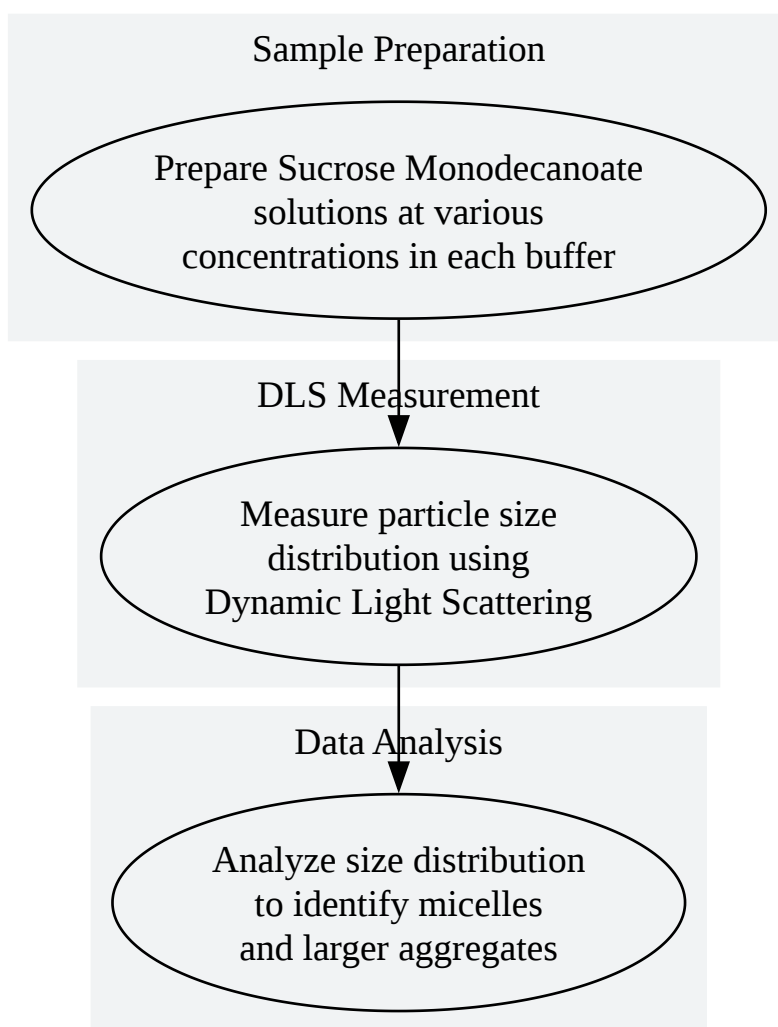 Sample Preparation
Prepare Sucrose Monodecanoate
solutions at various
concentrations in each buffer
DLS Measurement
Measure particle size
distribution using
Dynamic Light Scattering
Data Analysis
Analyze size distribution
to identify micelles
and larger aggregates